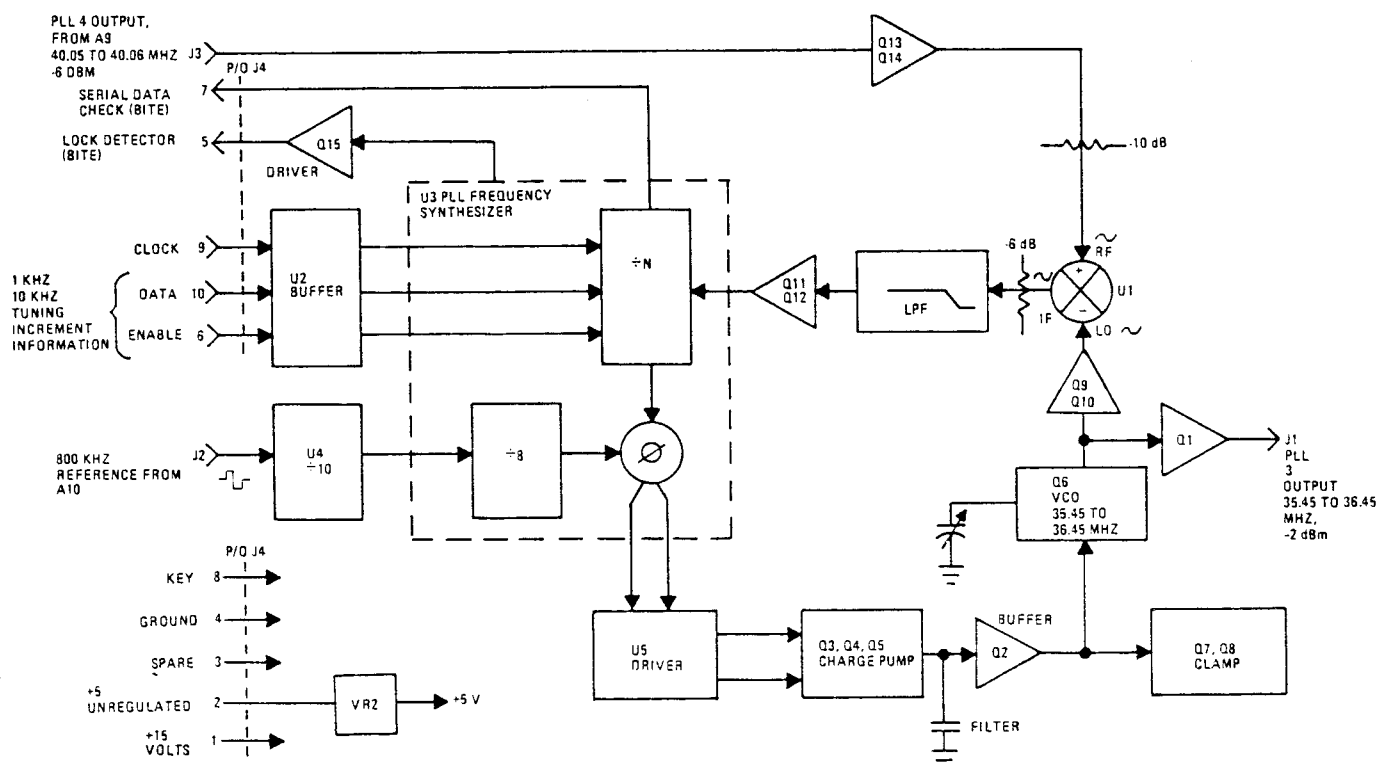 PLL 4 OUTPUT,
FROM A9
40.05 TO 40.06 MHZ
-6 DBM
J3
Q13
Q14
P/O J4
SERIAL DATA
CHECK (BITE)
7
LOCK DETECTOR
(BITE)
5
Q15
DRIVER
-10 dB
U3 PLL FREQUENCY
SYNTHESIZER
CLOCK
9
1 KHZ
10 KHZ
TUNING
INCREMENT
INFORMATION
DATA
10
ENABLE
6
U2
BUFFER
÷N
Q11
Q12
LPF
-6 dB
IF
RF
+
-
U1
LO
Q9
Q10
Q1
J1
PLL
3
OUTPUT
35.45 TO 36.45
MHZ,
-2 dBm
800 KHZ
REFERENCE FROM
A10
J2
U4
÷10
÷8
Ø
Q6
VCO
35.45 TO
36.45 MHZ
P/O J4
KEY
8
GROUND
4
SPARE
3
+5
UNREGULATED
2
VR2
+5 V
+15
VOLTS
1
U5
DRIVER
Q3, Q4, Q5
CHARGE PUMP
BUFFER
Q2
Q7, Q8
CLAMP
FILTER